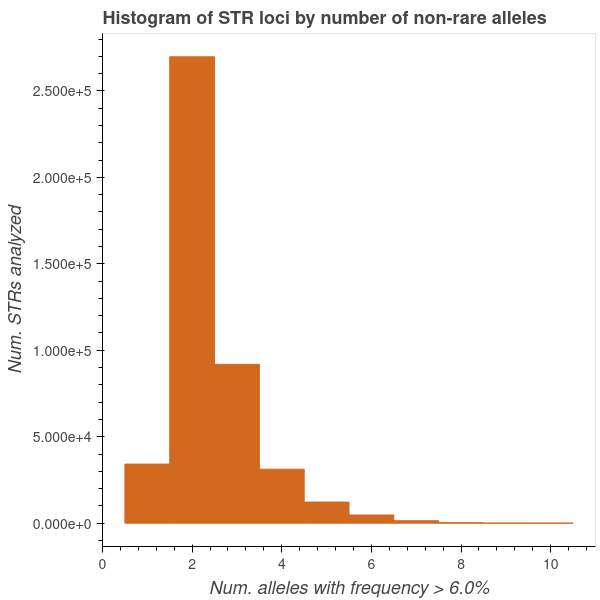 Histogram of STR loci by number of non-rare alleles
2.500e+5
2.000e+5
1.500e+5
1.000e+5
5.000e+4
0.000e+0
Num. STRs analyzed
0 2 4 6 8 10
Num. alleles with frequency > 6.0%